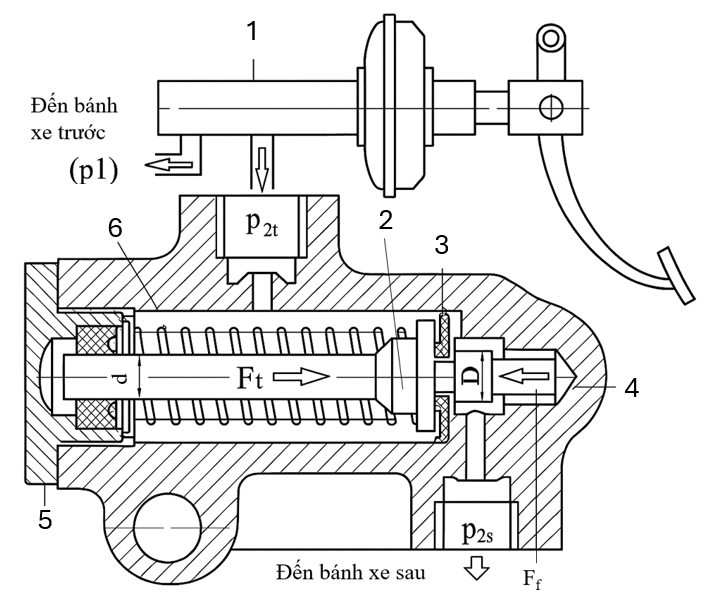 1
Đến bánh
xe trước
(p1)
p2t
2
3
6
d
Ft
D
4
5
p2s
Đến bánh xe sau
Ff